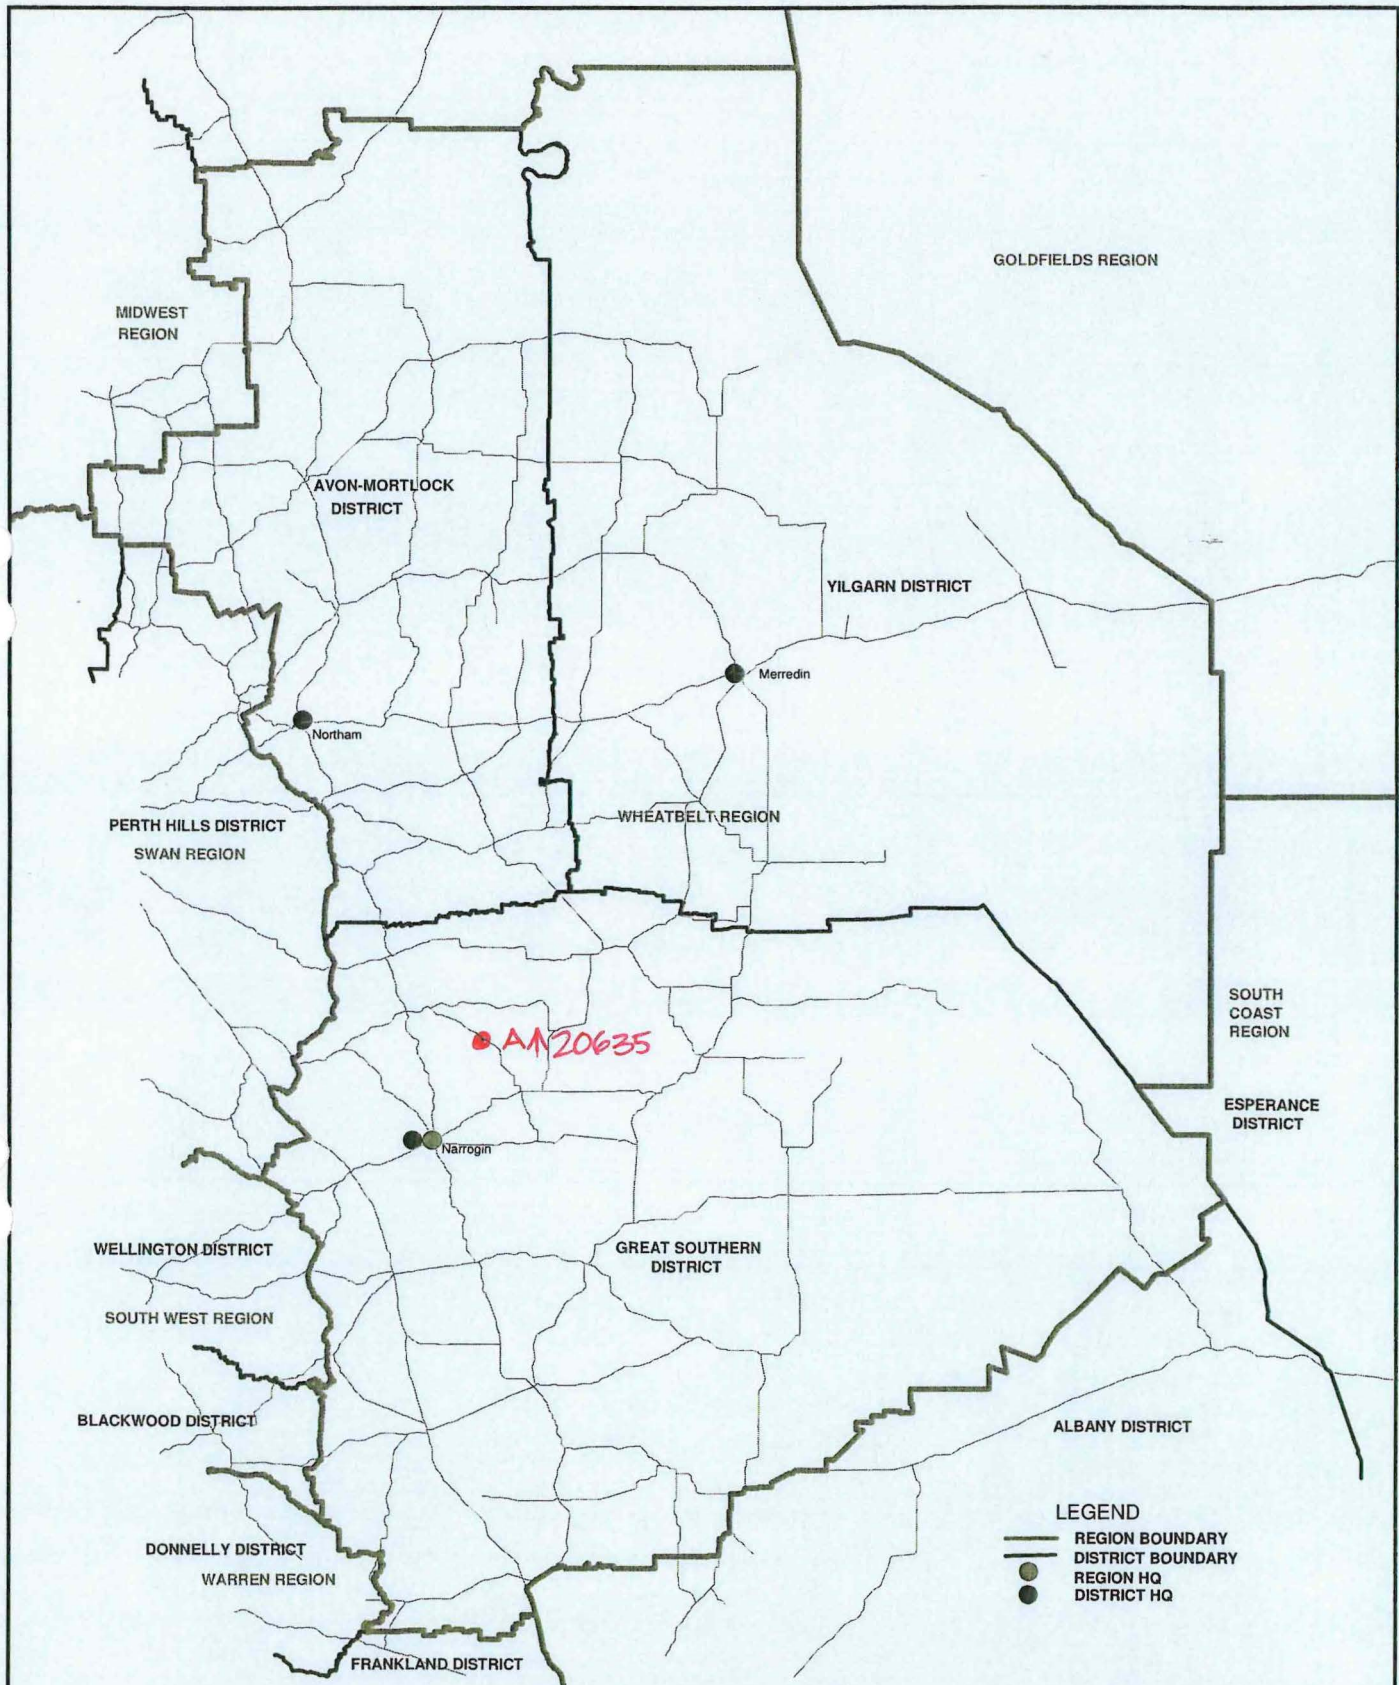 GOLDFIELDS REGION
MIDWEST
REGION
AVON-MORTLOCK
DISTRICT
YILGARN DISTRICT
Merredin
Northam
PERTH HILLS DISTRICT
SWAN REGION
WHEATBELT REGION
SOUTH
COAST
REGION
20635
ESPERANCE
DISTRICT
Narrogin
WELLINGTON DISTRICT
GREAT SOUTHERN
DISTRICT
SOUTH WEST REGION
BLACKWOOD DISTRICT
ALBANY DISTRICT
LEGEND
REGION BOUNDARY
DISTRICT BOUNDARY
REGION HQ
DISTRICT HQ
DONNELLY DISTRICT
WARREN REGION
FRANKLAND DISTRICT